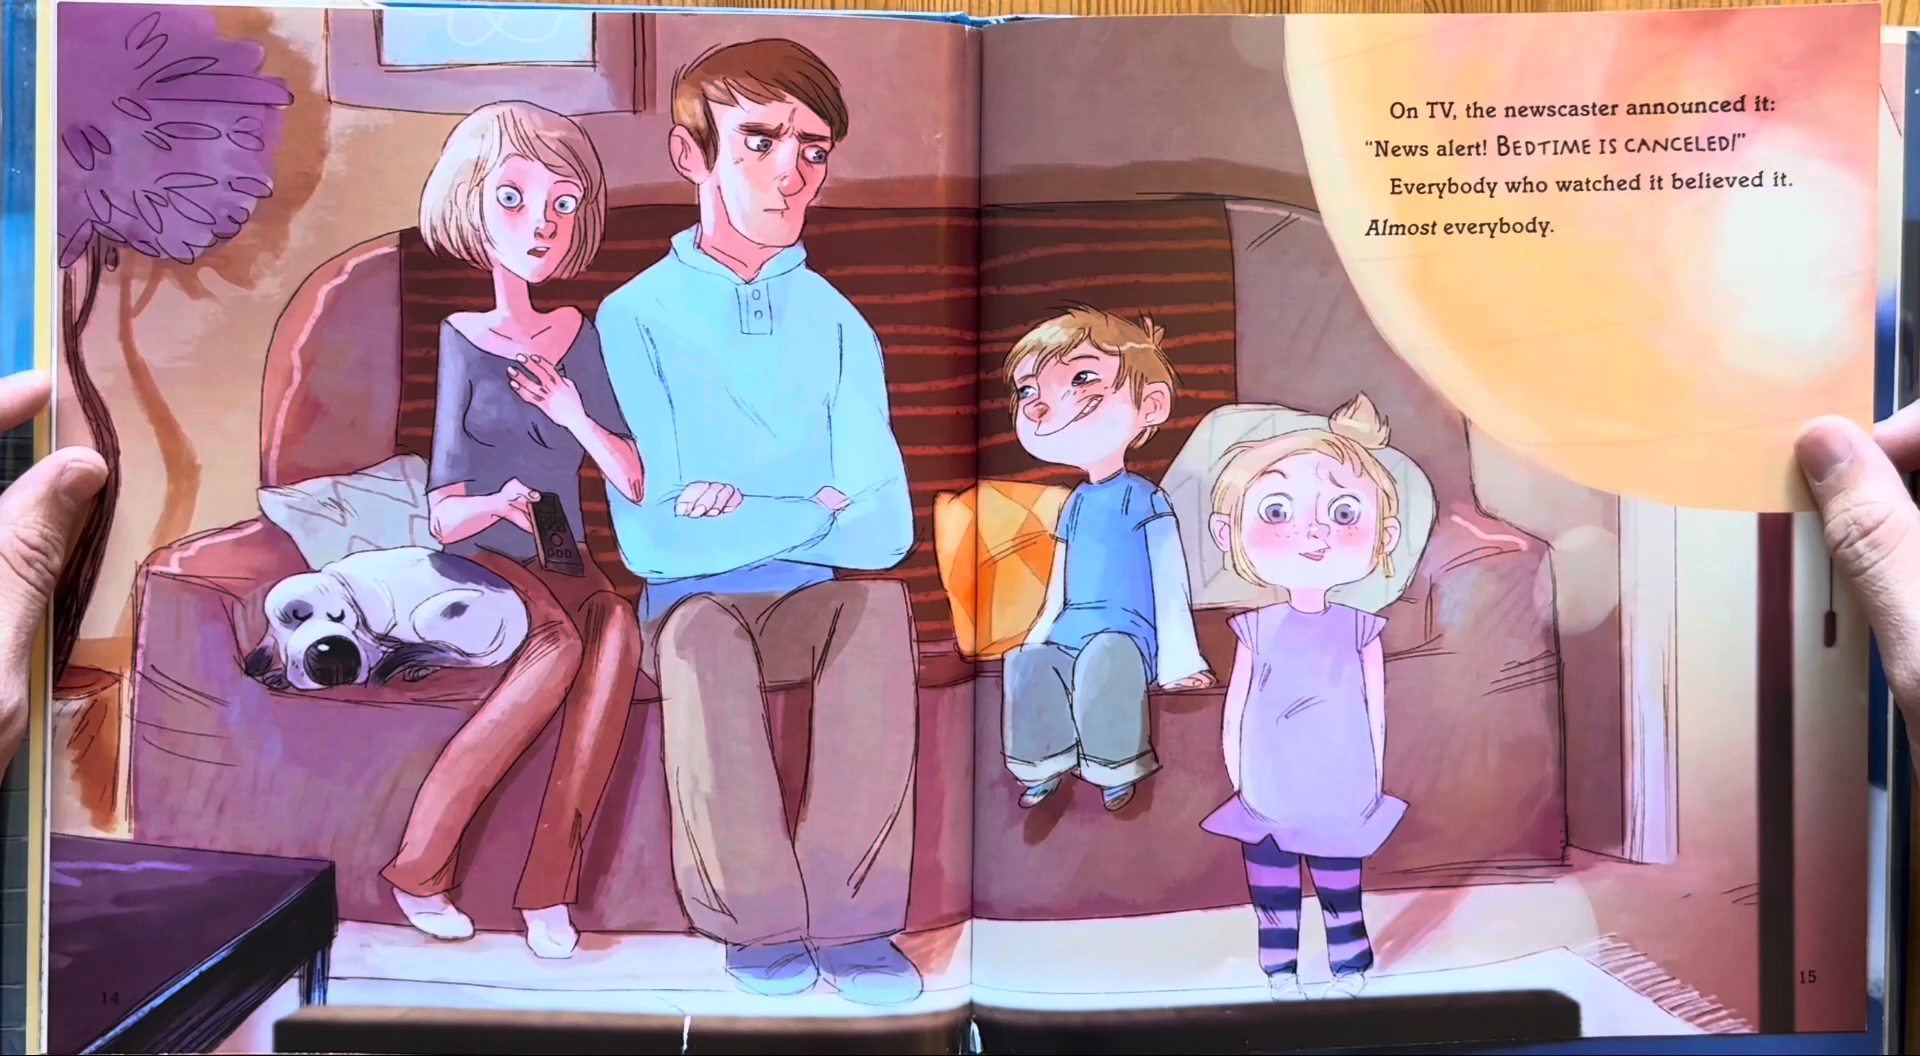 On TV, the newscaster announced it:
“News alert! BEDTIME IS CANCELED!”
Everybody who watched it believed it.
Almost everybody.
14
15